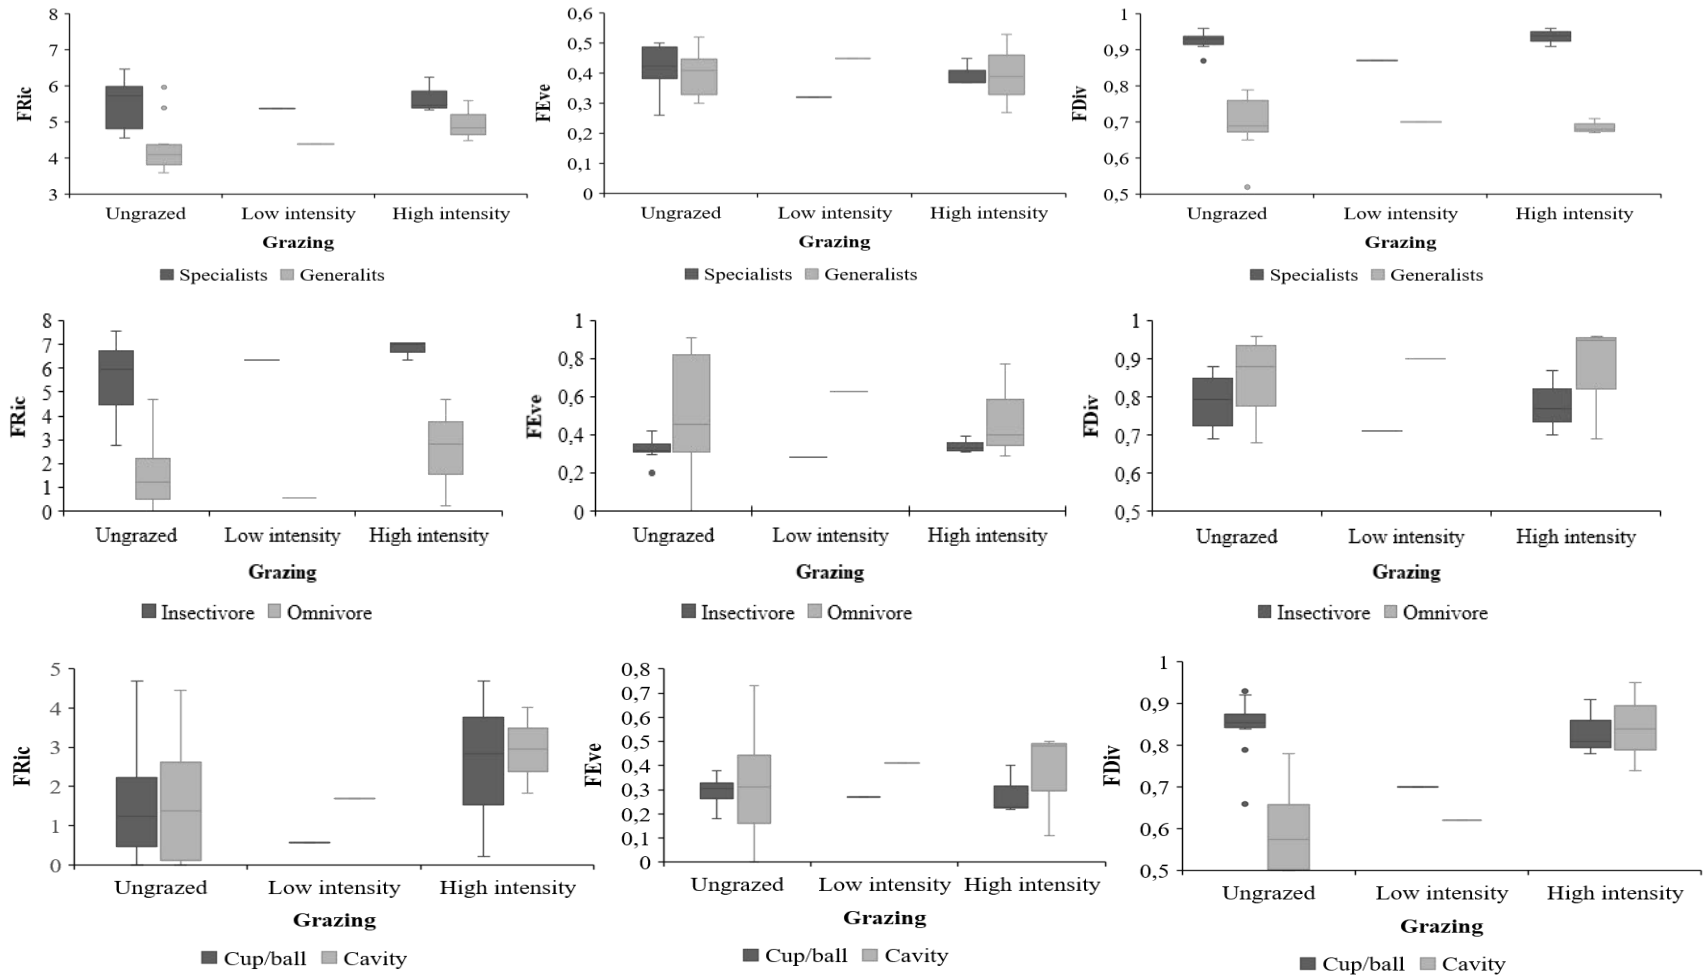 8
7
6
5
4
3
FRic
Ungrazed Low intensity High intensity
Grazing
Specialists Generalits
0,6
0,5
0,4
0,3
0,2
0,1
0
FEve
Ungrazed Low intensity High intensity
Grazing
Specialists Generalists
1
0,9
0,8
0,7
0,6
0,5
FDiv
Ungrazed Low intensity High intensity
Grazing
Specialists Generalists
8
7
6
5
4
3
2
1
0
FRic
Ungrazed Low intensity High intensity
Grazing
Insectivore Omnivore
1
0,8
0,6
0,4
0,2
0
FEve
Ungrazed Low intensity High intensity
Grazing
Insectivore Omnivore
1
0,9
0,8
0,7
0,6
0,5
FDiv
Ungrazed Low intensity High intensity
Grazing
Insectivore Omnivore
5
4
3
2
1
0
FRic
Ungrazed Low intensity High intensity
Grazing
Cup/ball Cavity
0,8
0,7
0,6
0,5
0,4
0,3
0,2
0,1
0
FEve
Ungrazed Low intensity High intensity
Grazing
Cup/ball Cavity
1
0,9
0,8
0,7
0,6
0,5
FDiv
Ungrazed Low intensity High intensity
Grazing
Cup/ball Cavity